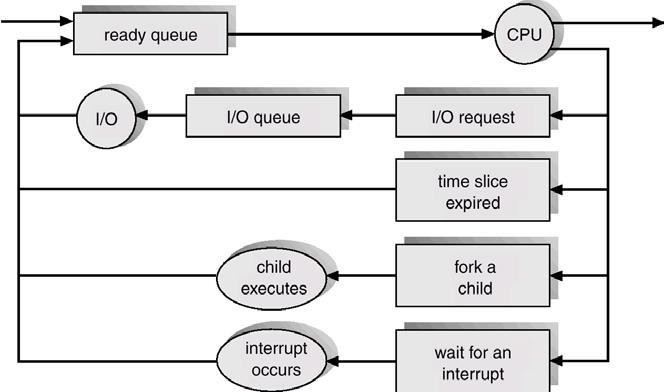 ready queue
CPU
I/O
I/O queue
I/O request
time slice
expired
child
executes
fork a
child
interrupt
occurs
wait for an
interrupt